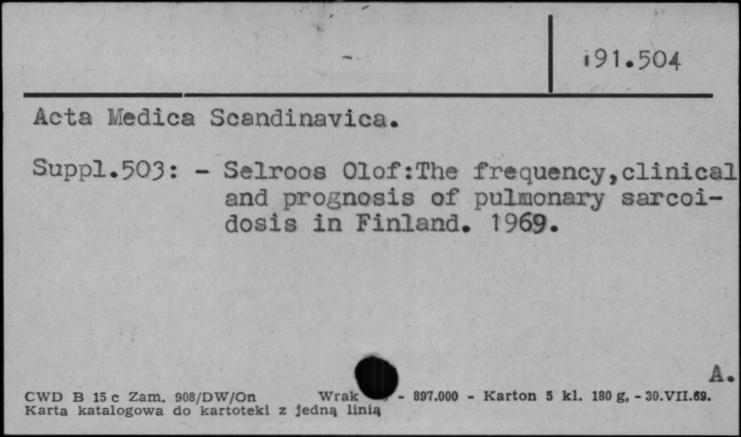 191.504
Acta Medica Scandinavica.
Suppl.503: - Selroos Olof:The frequency,clinical
and prognosis of pulmonary sarcoi-
dosis in Finland. 1969.
A.
CWD B 15 c Zam. 908/DW/On Wrak - 897.000 - Karton 5 kl. 180 g, - 30.VII.69.
Karta katalogowa do kartoteki z jedną linią